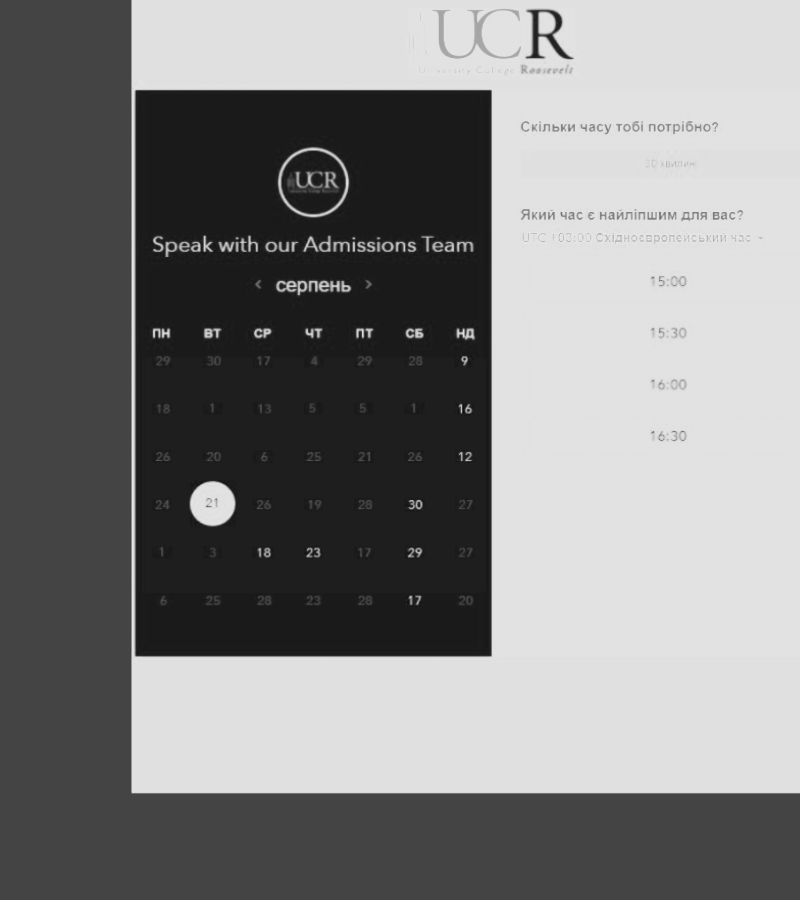 UCR
University College Roosevelt
UCR
Speak with our Admissions Team
‹ серпень ›
ПН ВТ СР ЧТ ПТ СБ НД
29 30 17 4 29 28 9
18 1 13 5 5 1 16
26 20 6 25 21 26 12
24 21 26 19 28 30 27
1 3 18 23 17 29 27
6 25 28 23 28 17 20
Скільки часу тобі потрібно?
30 хвилин
Який час є найліпшим для вас?
UTC +03:00 Східноєвропейський час
15:00
15:30
16:00
16:30